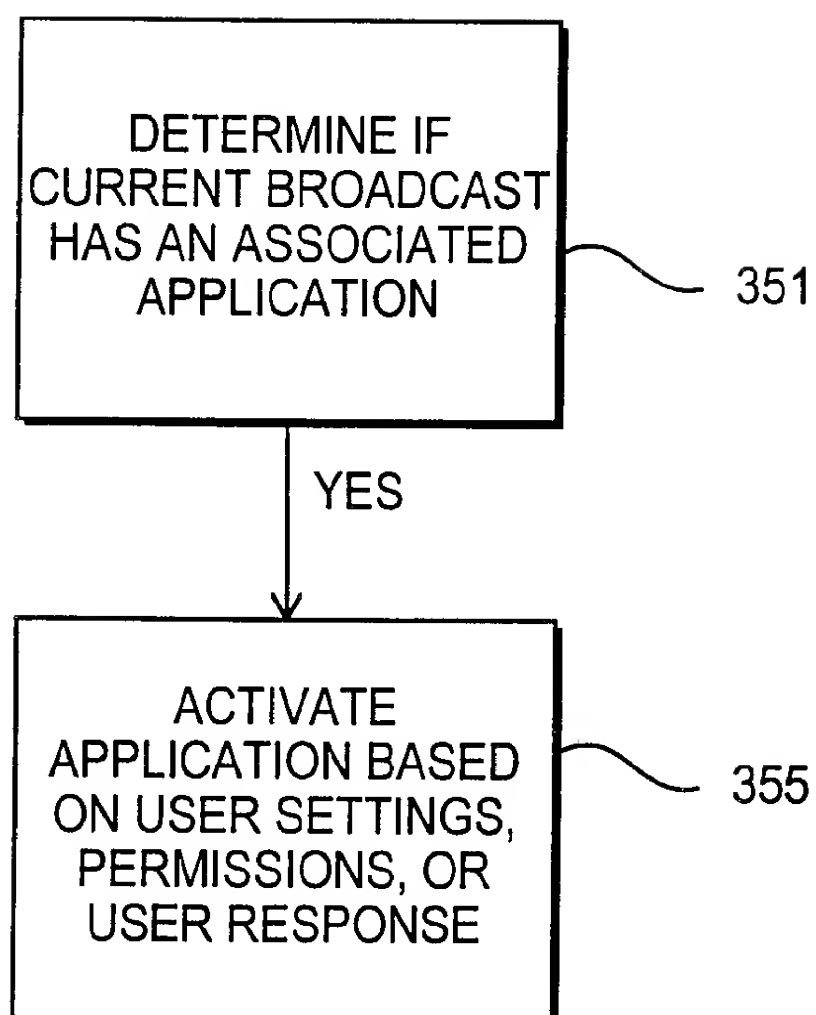 DETERMINE IF
CURRENT BROADCAST
HAS AN ASSOCIATED
APPLICATION
351
YES
ACTIVATE
APPLICATION BASED
ON USER SETTINGS,
PERMISSIONS, OR
USER RESPONSE
355